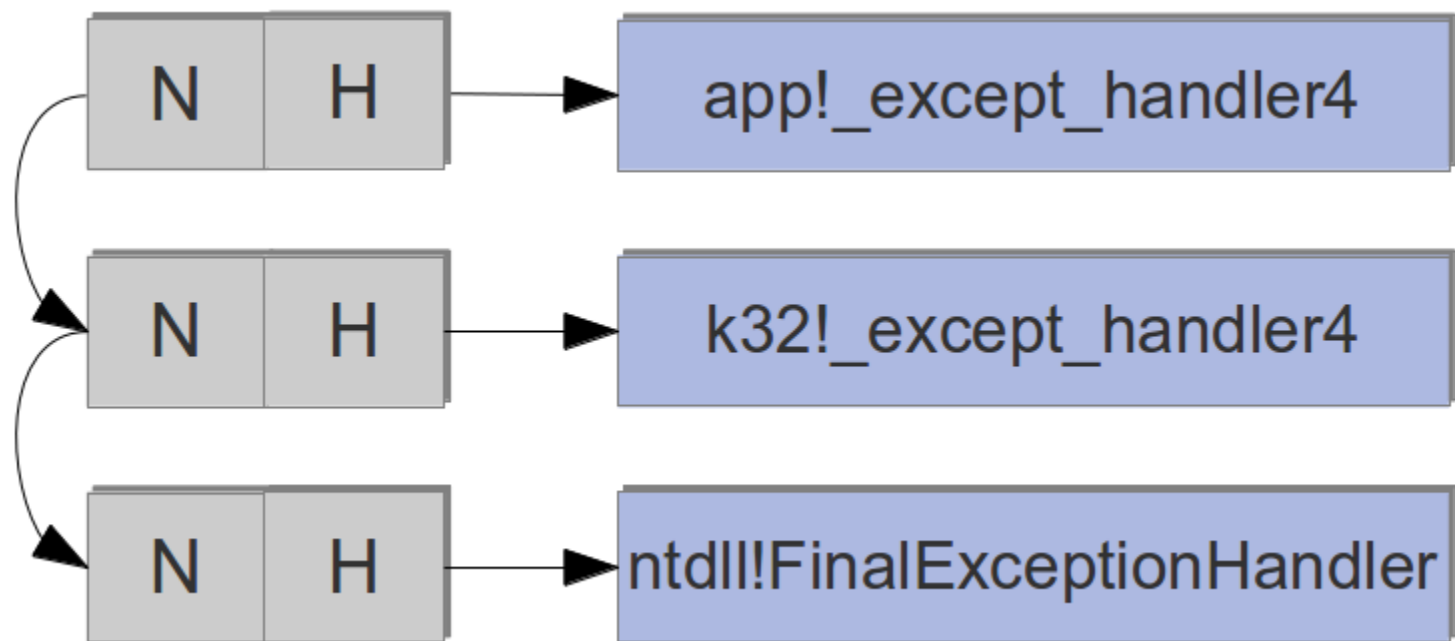 N H app!_except_handler4
N H k32!_except_handler4
N H ntdll!FinalExceptionHandler